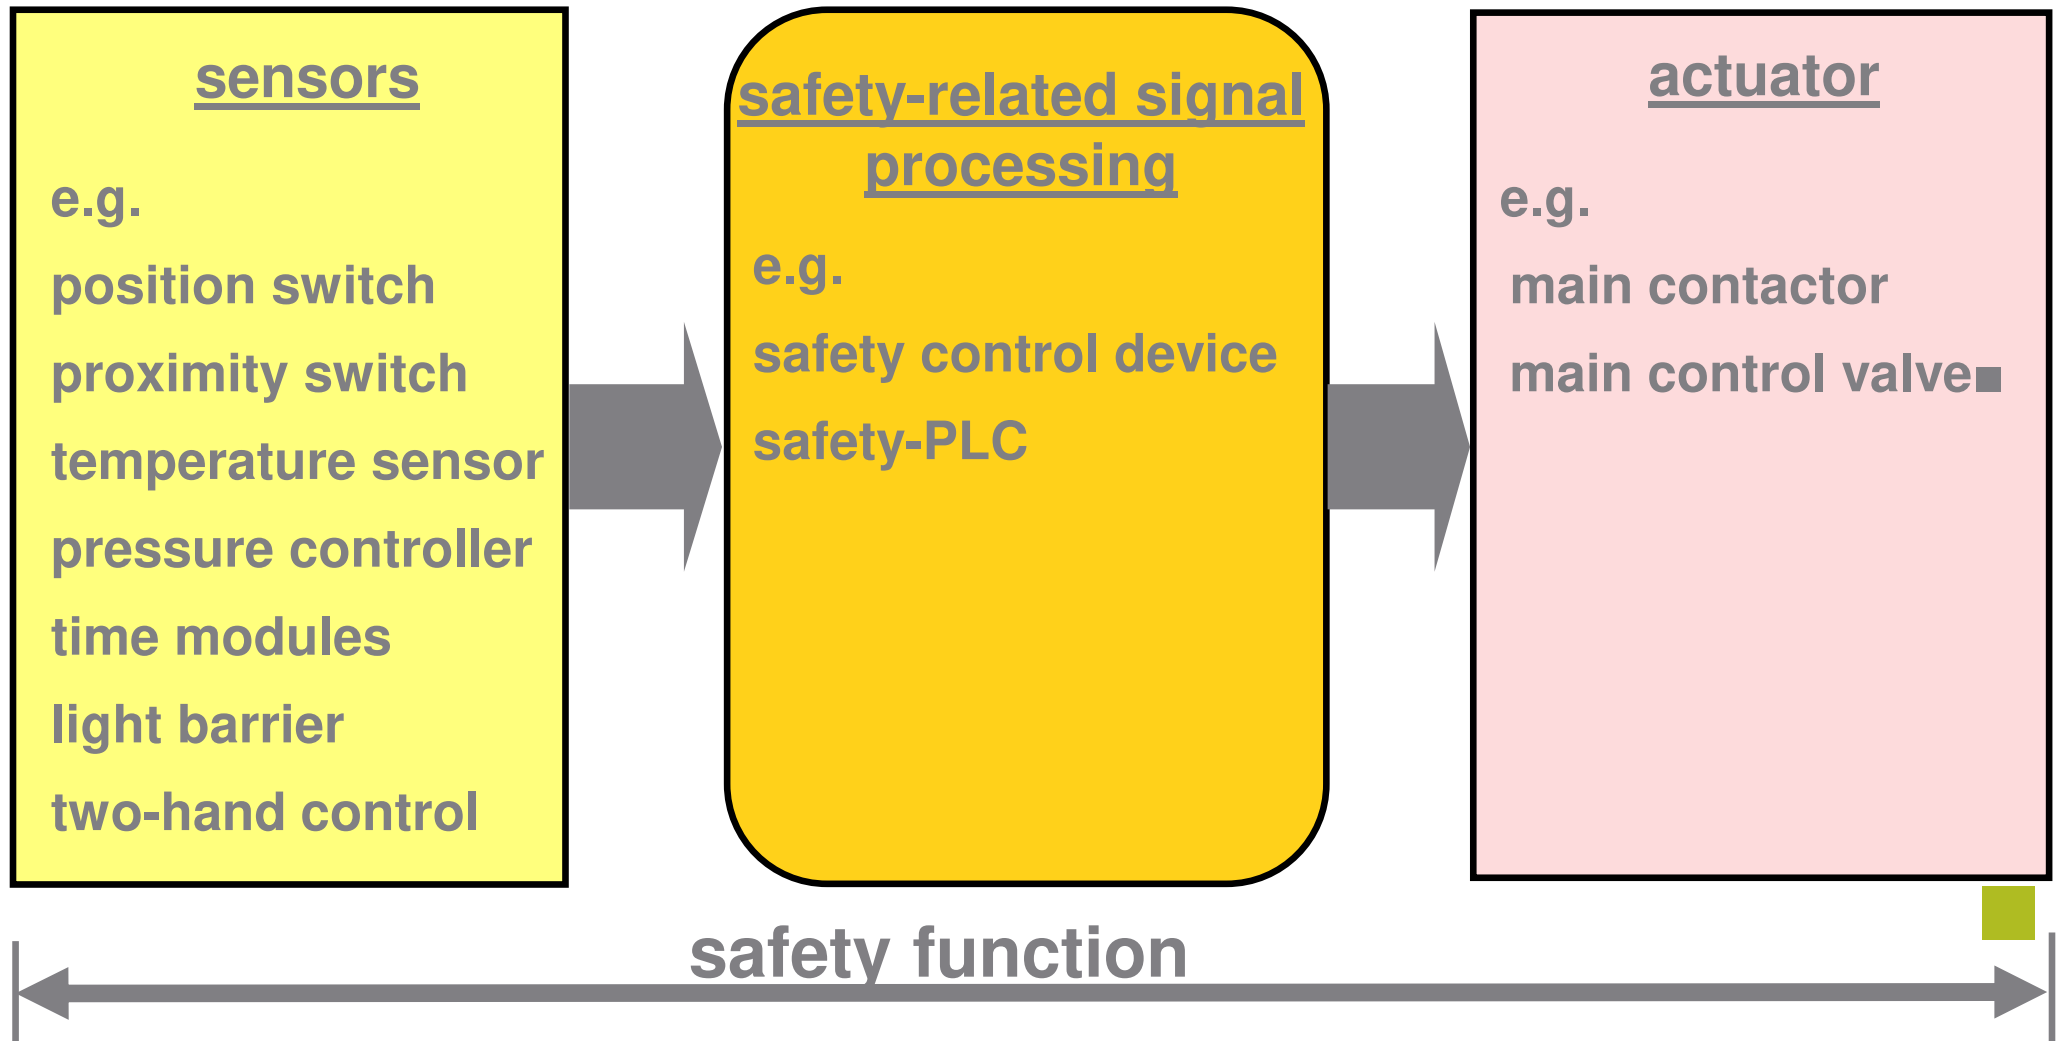 sensors
e.g.
position switch
proximity switch
temperature sensor
pressure controller
time modules
light barrier
two-hand control
safety-related signal
processing
e.g.
safety control device
safety-PLC
actuator
e.g.
main contactor
main control valve
safety function